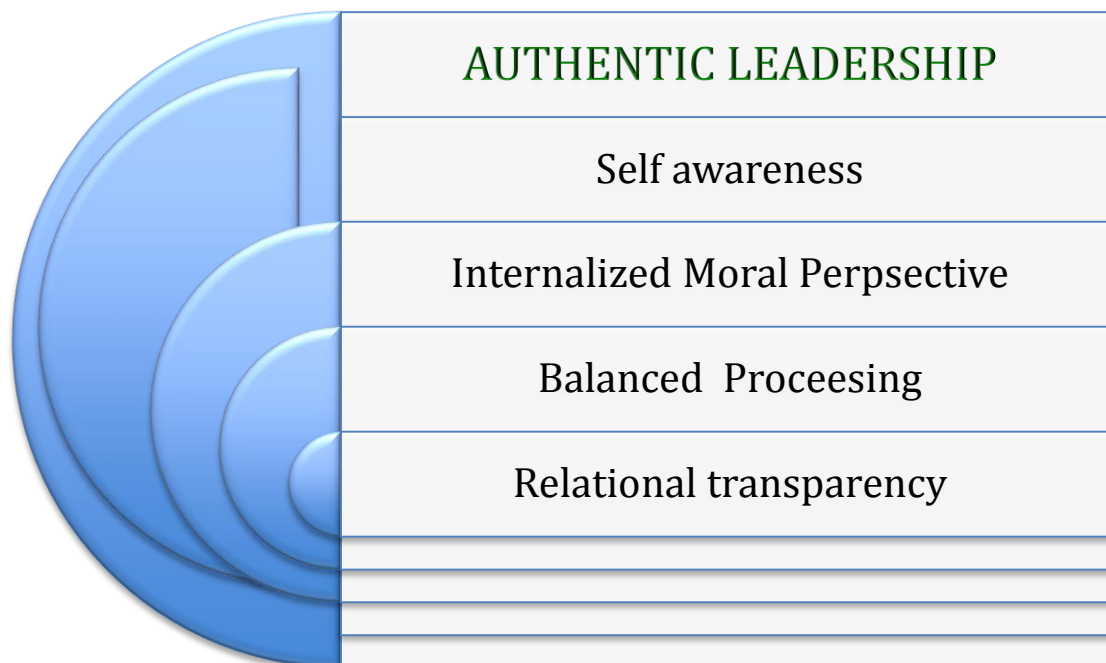 AUTHENTIC LEADERSHIP
Self awareness
Internalized Moral Perpsective
Balanced  Proceesing
Relational transparency